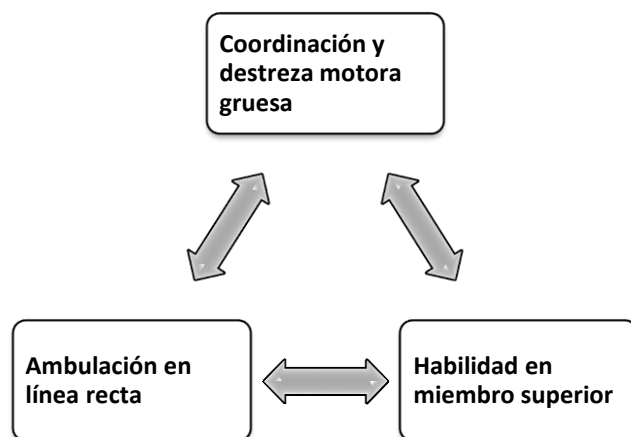 Coordinación y
destreza motora
gruesa
Ambulación en
línea recta
Habilidad en
miembro superior